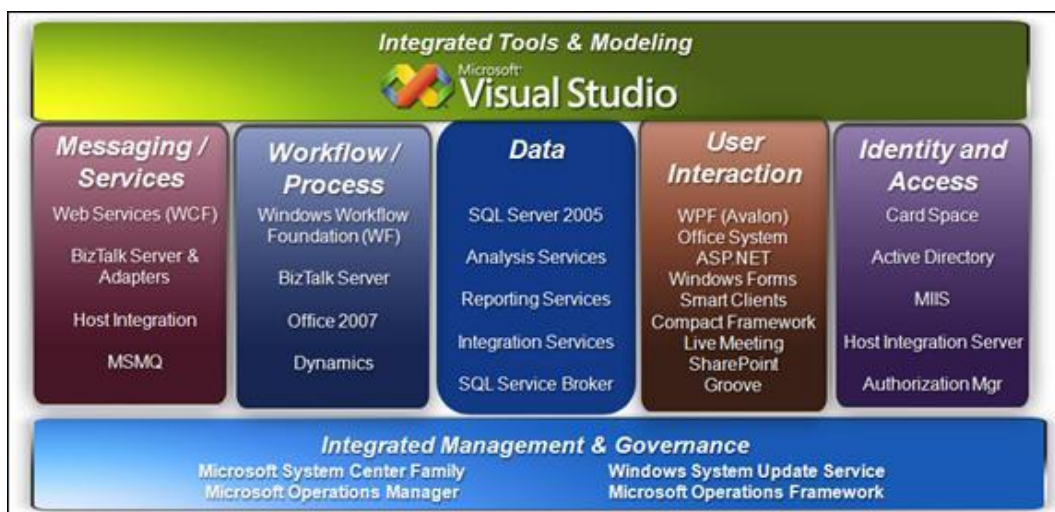 Integrated Tools & Modeling
Microsoft
Visual Studio
Messaging /
Services
Web Services (WCF)
BizTalk Server &
Adapters
Host Integration
MSMQ
Workflow /
Process
Windows Workflow
Foundation (WF)
BizTalk Server
Office 2007
Dynamics
Data
SQL Server 2005
Analysis Services
Reporting Services
Integration Services
SQL Service Broker
User
Interaction
WPF (Avalon)
Office System
ASP.NET
Windows Forms
Smart Clients
Compact Framework
Live Meeting
SharePoint
Groove
Identity and
Access
Card Space
Active Directory
MIIS
Host Integration Server
Authorization Mgr
Integrated Management & Governance
Microsoft System Center Family
Microsoft Operations Manager
Windows System Update Service
Microsoft Operations Framework